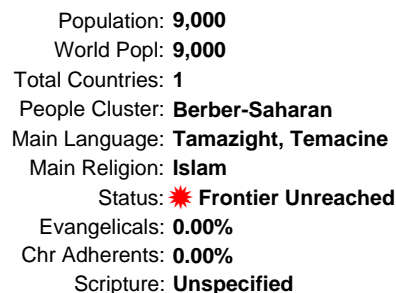 Population: 9,000
World Popl: 9,000
Total Countries: 1
People Cluster: Berber-Saharan
Main Language: Tamazight, Temacine
Main Religion: Islam
Status: Frontier Unreached
Evangelicals: 0.00%
Chr Adherents: 0.00%
Scripture: Unspecified